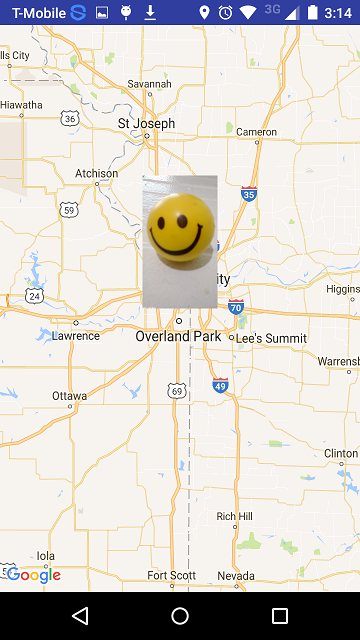 T-Mobile 3G 3:14
lls City
Savannah
Hiawatha
36
St Joseph
Cameron
Atchison
35
59
ity
24
Higgins
70
Lawrence
Overland Park
Lee's Summit
Warrensb
69
49
Ottawa
Clinton
Rich Hill
Iola
Google
Fort Scott
Nevada